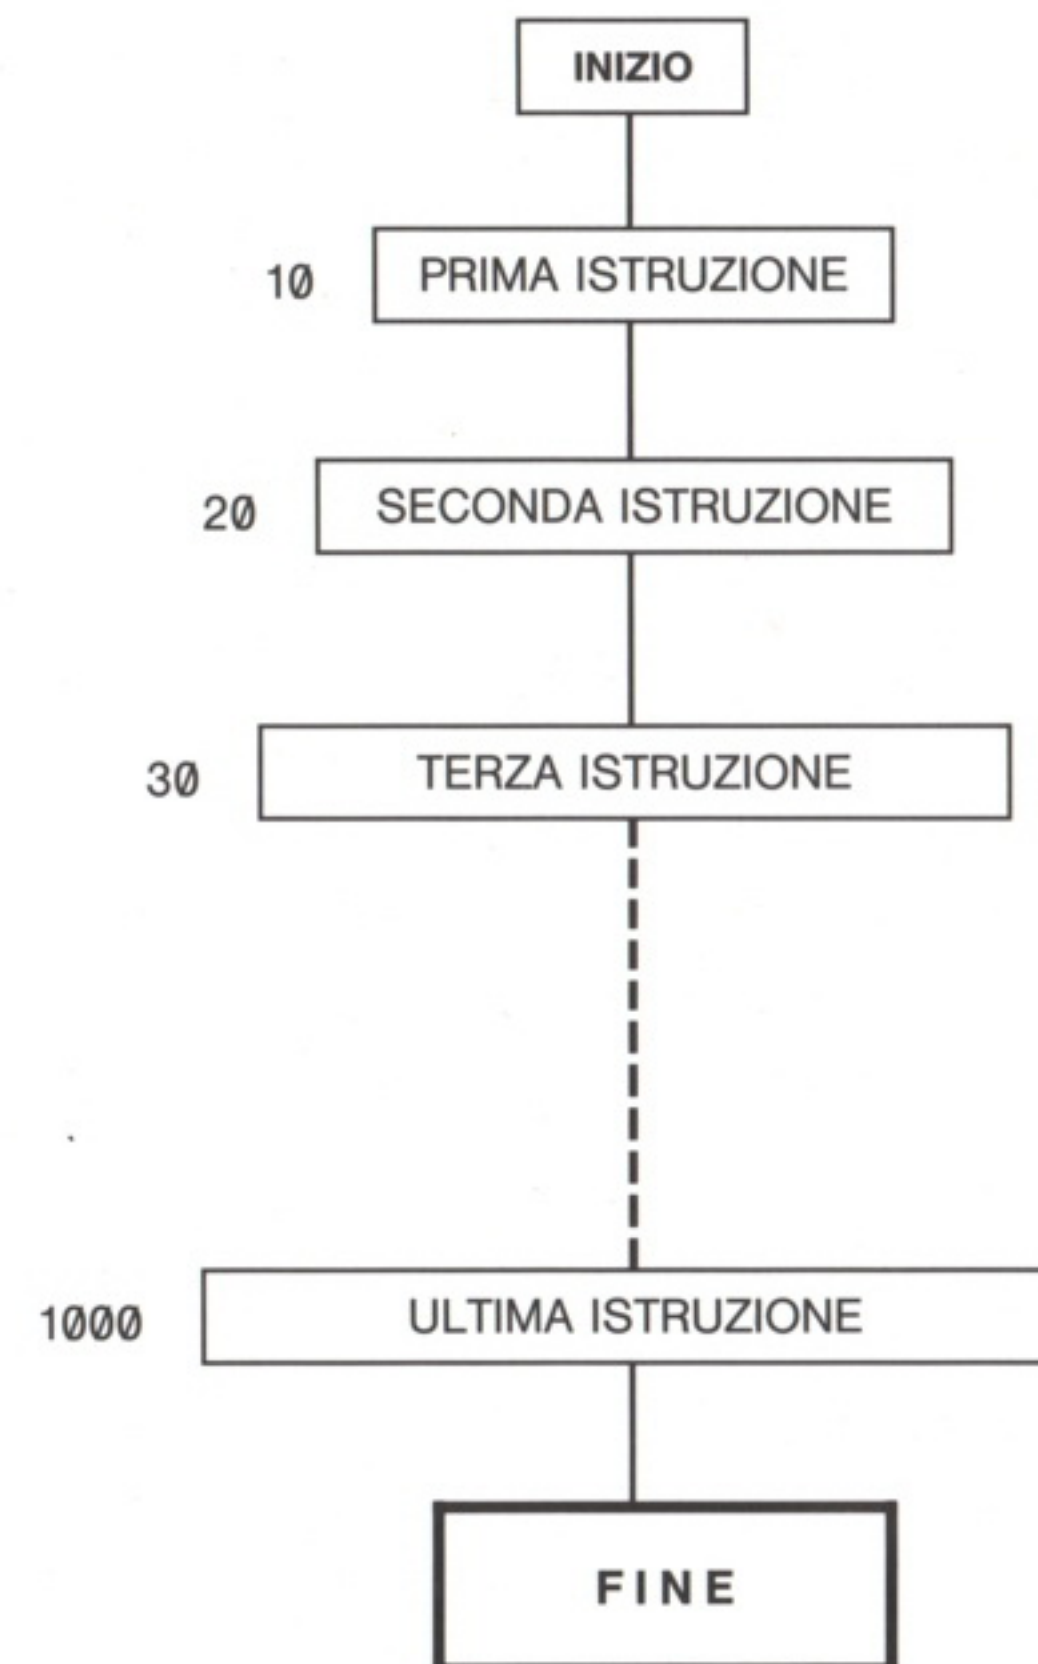 INIZIO
10 PRIMA ISTRUZIONE
20 SECONDA ISTRUZIONE
30 TERZA ISTRUZIONE
1000 ULTIMA ISTRUZIONE
FINE